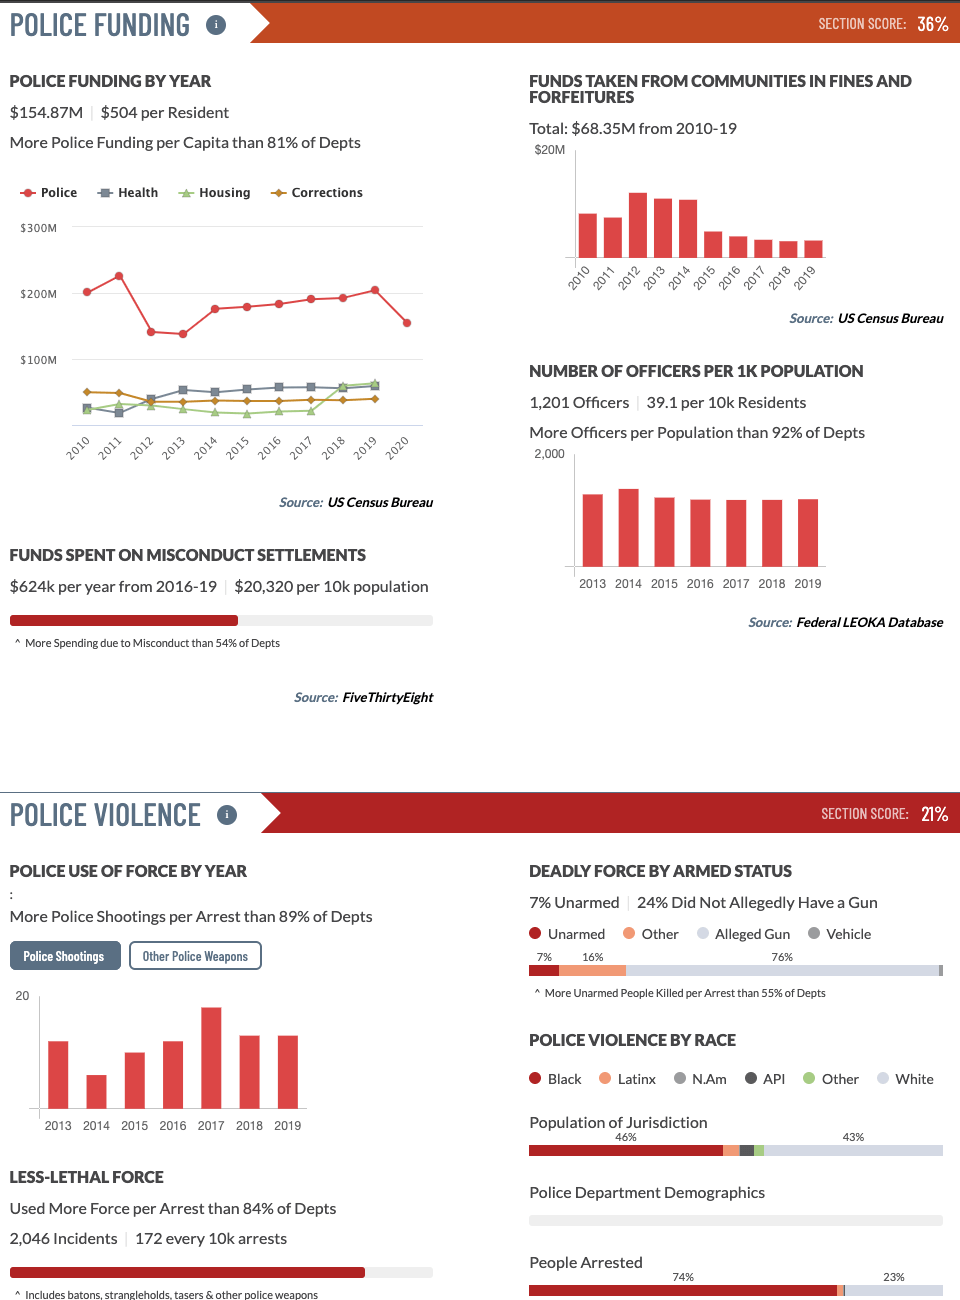 POLICE FUNDING i
SECTION SCORE: 36%
POLICE FUNDING BY YEAR
$154.87M | $504 per Resident
More Police Funding per Capita than 81% of Depts
Police Health Housing Corrections
$300M
$200M
$100M
2010 2011 2012 2013 2014 2015 2016 2017 2018 2019 2020
Source: US Census Bureau
FUNDS SPENT ON MISCONDUCT SETTLEMENTS
$624k per year from 2016-19 | $20,320 per 10k population
^ More Spending due to Misconduct than 54% of Depts
Source: FiveThirtyEight
FUNDS TAKEN FROM COMMUNITIES IN FINES AND
FORFEITURES
Total: $68.35M from 2010-19
$20M
2010 2011 2012 2013 2014 2015 2016 2017 2018 2019
Source: US Census Bureau
NUMBER OF OFFICERS PER 1K POPULATION
1,201 Officers | 39.1 per 10k Residents
More Officers per Population than 92% of Depts
2,000
2013 2014 2015 2016 2017 2018 2019
Source: Federal LEOKA Database
POLICE VIOLENCE i
SECTION SCORE: 21%
POLICE USE OF FORCE BY YEAR
:
More Police Shootings per Arrest than 89% of Depts
Police Shootings Other Police Weapons
20
2013 2014 2015 2016 2017 2018 2019
LESS-LETHAL FORCE
Used More Force per Arrest than 84% of Depts
2,046 Incidents | 172 every 10k arrests
^ Includes batons, strangleholds, tasers & other police weapons
DEADLY FORCE BY ARMED STATUS
7% Unarmed | 24% Did Not Allegedly Have a Gun
Unarmed Other Alleged Gun Vehicle
7% 16% 76%
^ More Unarmed People Killed per Arrest than 55% of Depts
POLICE VIOLENCE BY RACE
Black Latinx N.Am API Other White
Population of Jurisdiction
46% 43%
Police Department Demographics
People Arrested
74% 23%